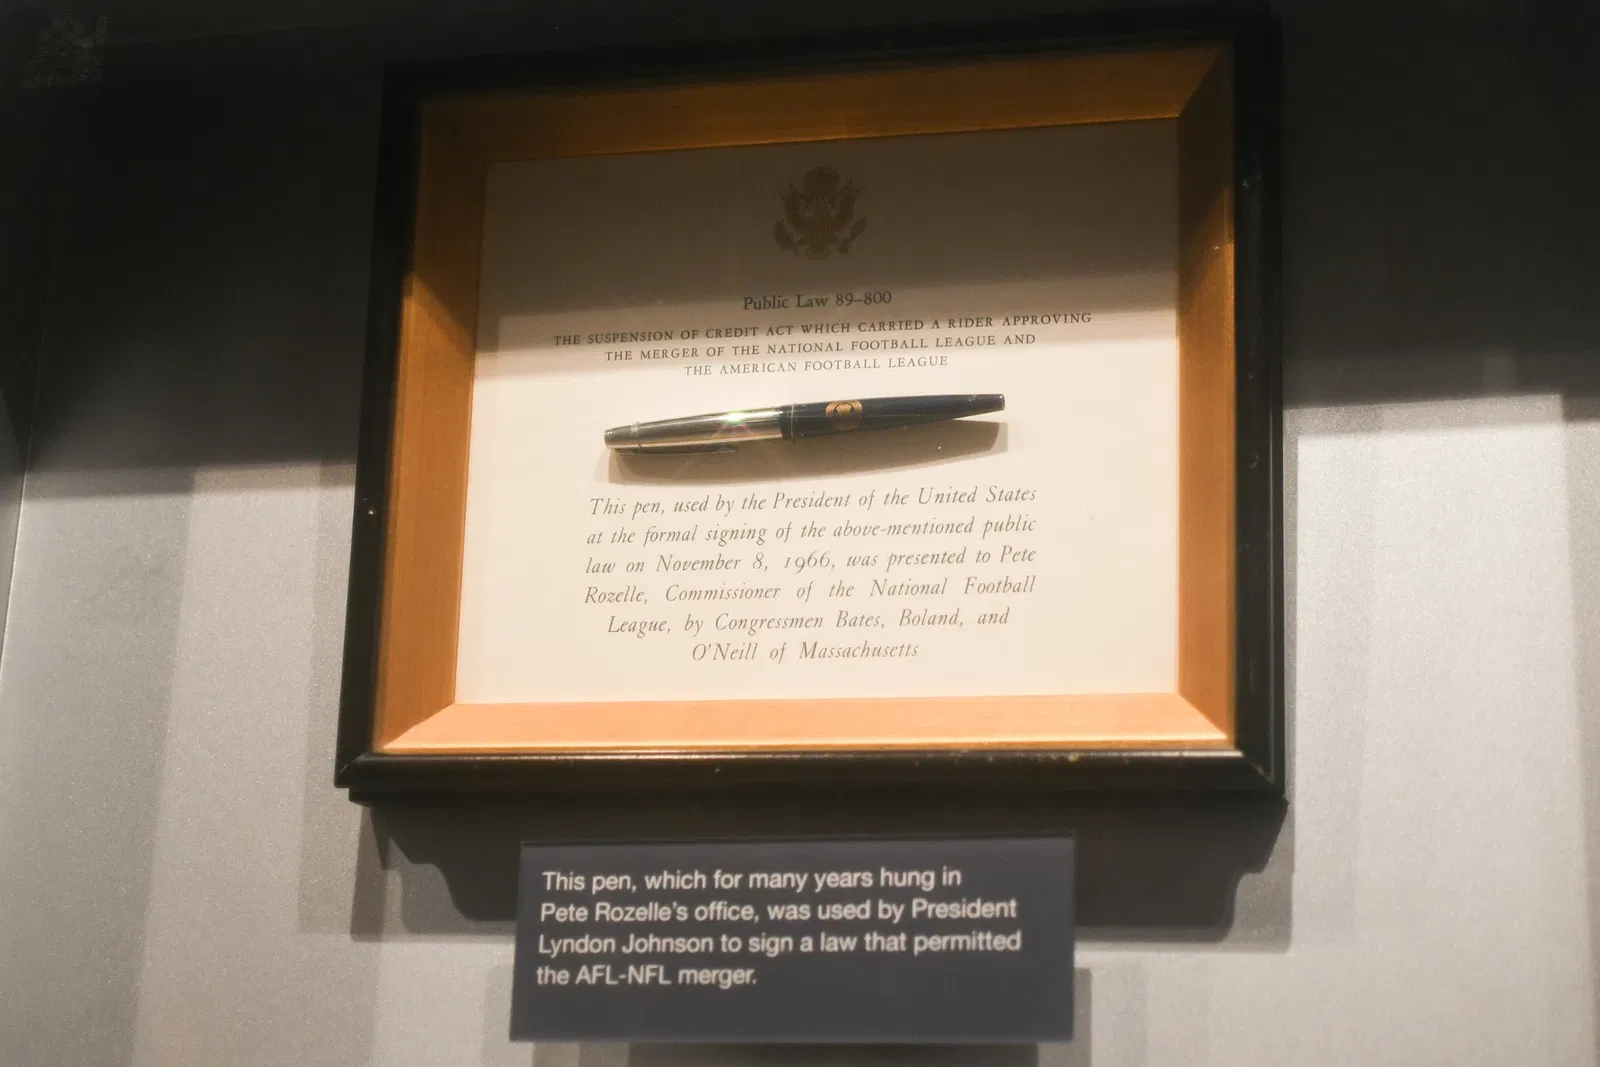 Public Law 89–800
THE SUSPENSION OF CREDIT ACT WHICH CARRIED A RIDER APPROVING
THE MERGER OF THE NATIONAL FOOTBALL LEAGUE AND
THE AMERICAN FOOTBALL LEAGUE
This pen, used by the President of the United States
at the formal signing of the above-mentioned public
law on November 8, 1966, was presented to Pete
Rozelle, Commissioner of the National Football
League, by Congressmen Bates, Boland, and
O'Neill of Massachusetts
This pen, which for many years hung in
Pete Rozelle's office, was used by President
Lyndon Johnson to sign a law that permitted
the AFL-NFL merger.